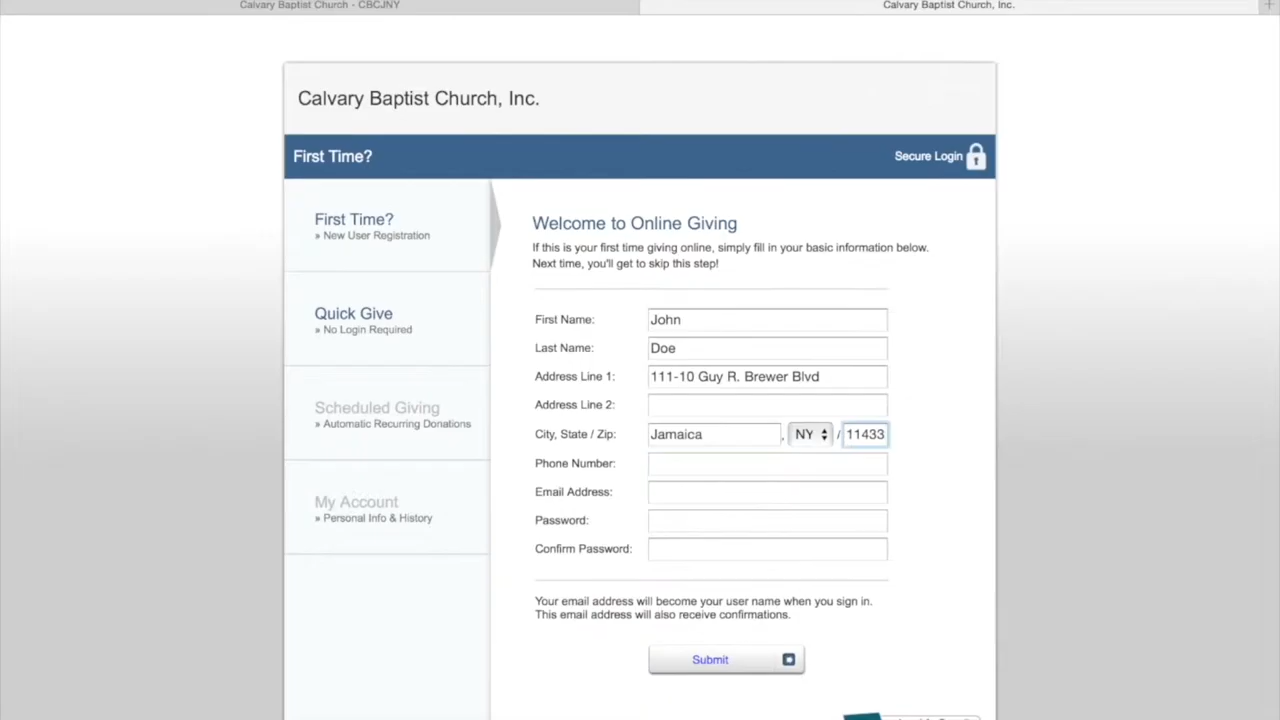 Calvary Baptist Church - CBCJNY
Calvary Baptist Church, Inc.
Calvary Baptist Church, Inc.
First Time?
Secure Login
First Time?
» New User Registration
Quick Give
» No Login Required
Scheduled Giving
» Automatic Recurring Donations
My Account
» Personal Info & History
Welcome to Online Giving
If this is your first time giving online, simply fill in your basic information below.
Next time, you'll get to skip this step!
First Name: John
Last Name: Doe
Address Line 1: 111-10 Guy R. Brewer Blvd
Address Line 2:
City, State / Zip: Jamaica , NY / 11433
Phone Number:
Email Address:
Password:
Confirm Password:
Your email address will become your user name when you sign in.
This email address will also receive confirmations.
Submit